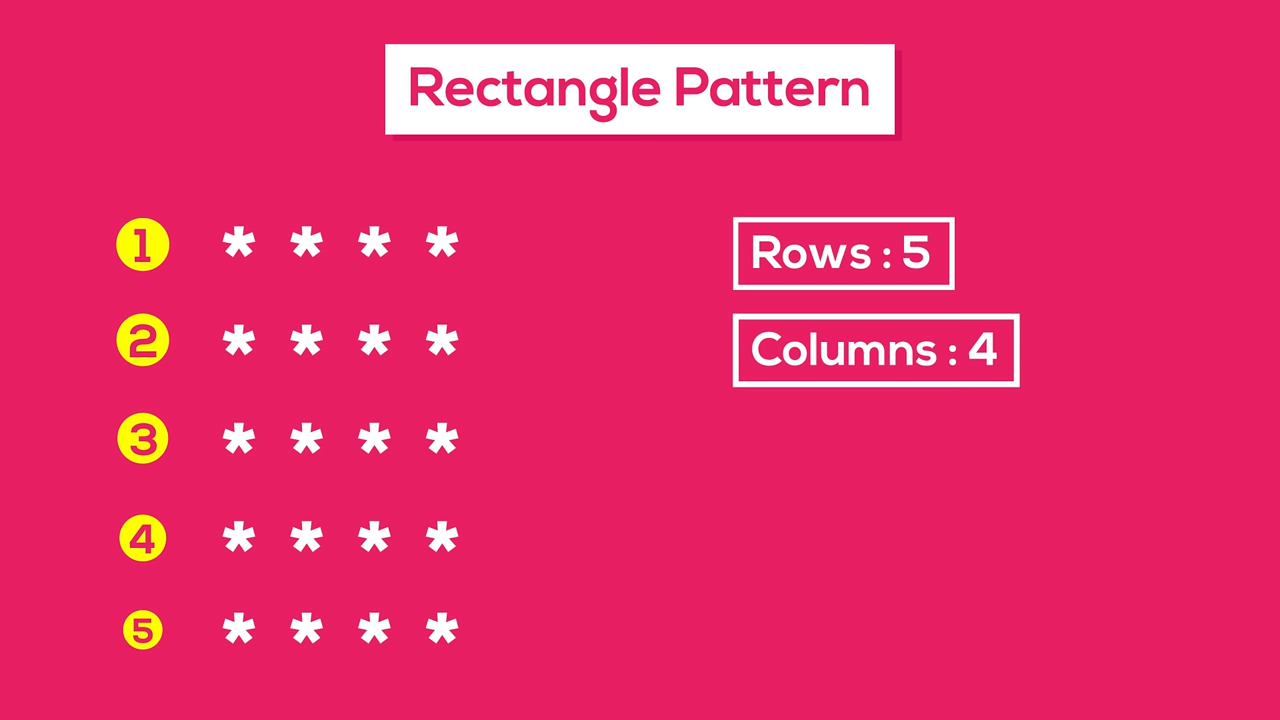 Rectangle Pattern
1 * * * *
Rows : 5
2 * * * *
Columns : 4
3 * * * *
4 * * * *
5 * * * *